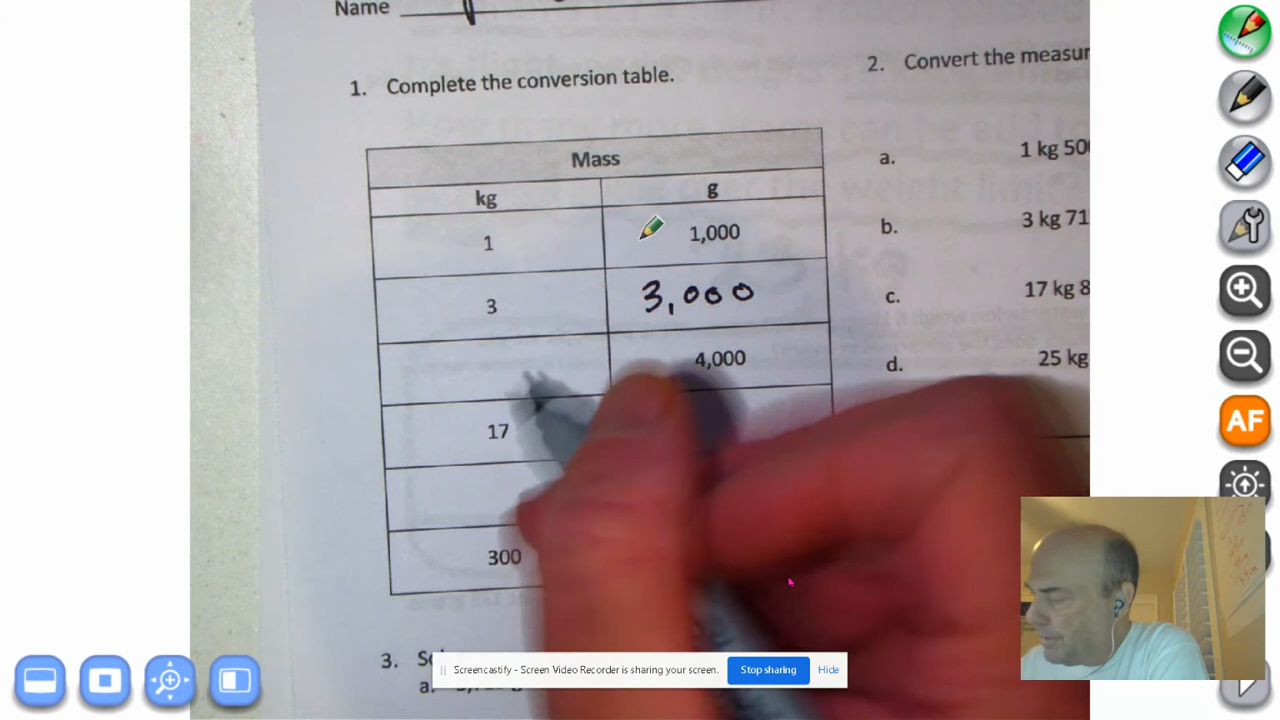 Name
1. Complete the conversion table.
Mass
kg g
1 1,000
3 3,000
4,000
17
300
2. Convert the measur
a. 1 kg 50
b. 3 kg 71
c. 17 kg 8
d. 25 kg
3.
a.
Screencastify - Screen Video Recorder is sharing your screen. Stop sharing Hide
AF